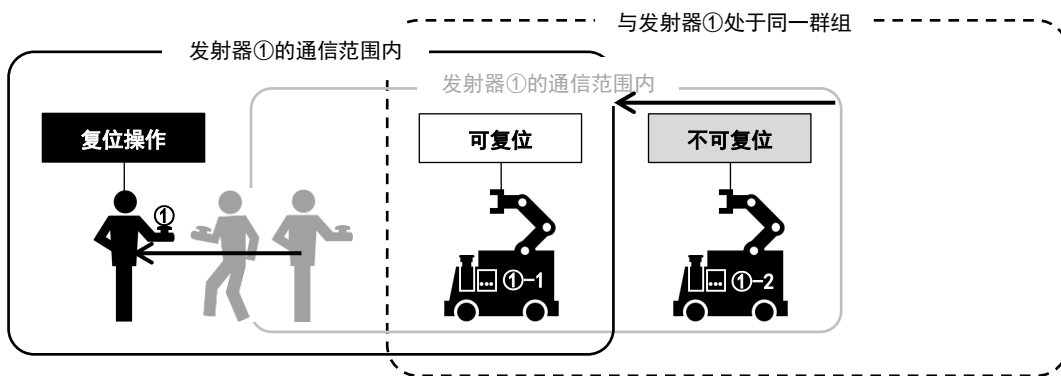 与发射器①处于同一群组
发射器①的通信范围内
发射器①的通信范围内
复位操作
可复位
不可复位
①
①-1
①-2